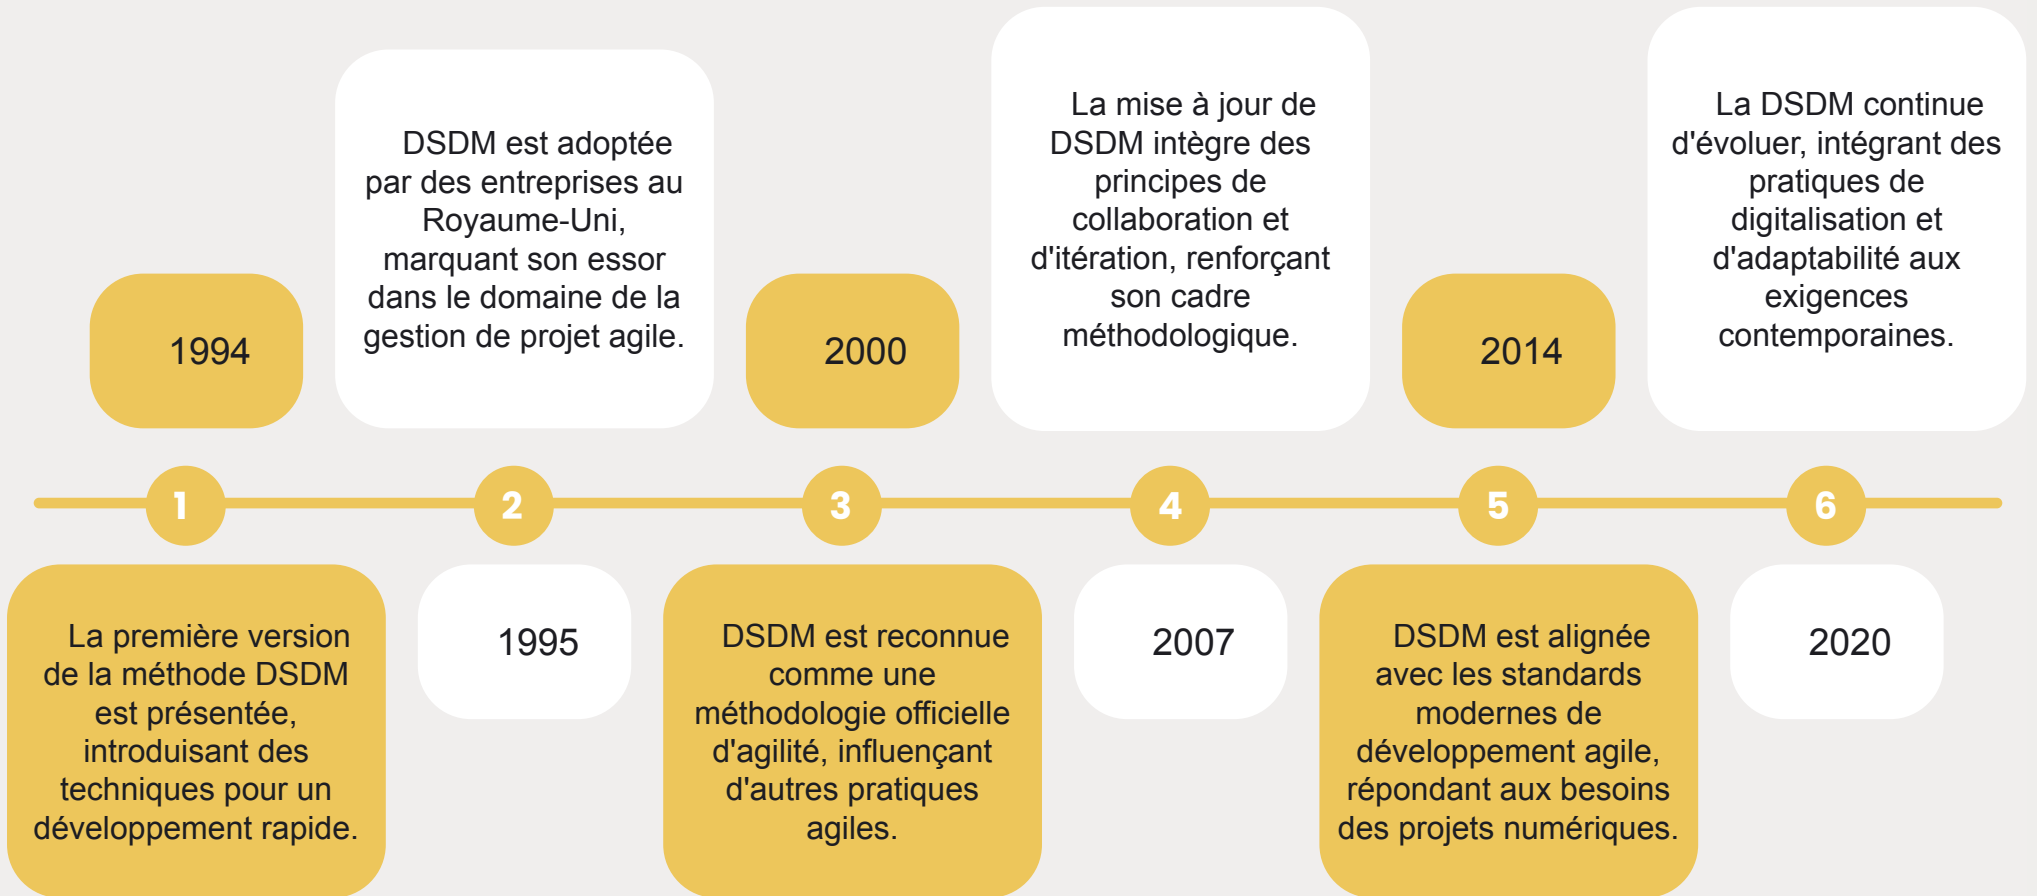 1994
1
La première version
de la méthode DSDM
est présentée,
introduisant des
techniques pour un
développement rapide.
DSDM est adoptée
par des entreprises au
Royaume-Uni,
marquant son essor
dans le domaine de la
gestion de projet agile.
2
1995
2000
3
DSDM est reconnue
comme une
méthodologie officielle
d'agilité, influençant
d'autres pratiques
agiles.
La mise à jour de
DSDM intègre des
principes de
collaboration et
d'itération, renforçant
son cadre
méthodologique.
4
2007
2014
5
DSDM est alignée
avec les standards
modernes de
développement agile,
répondant aux besoins
des projets numériques.
La DSDM continue
d'évoluer, intégrant des
pratiques de
digitalisation et
d'adaptabilité aux
exigences
contemporaines.
6
2020